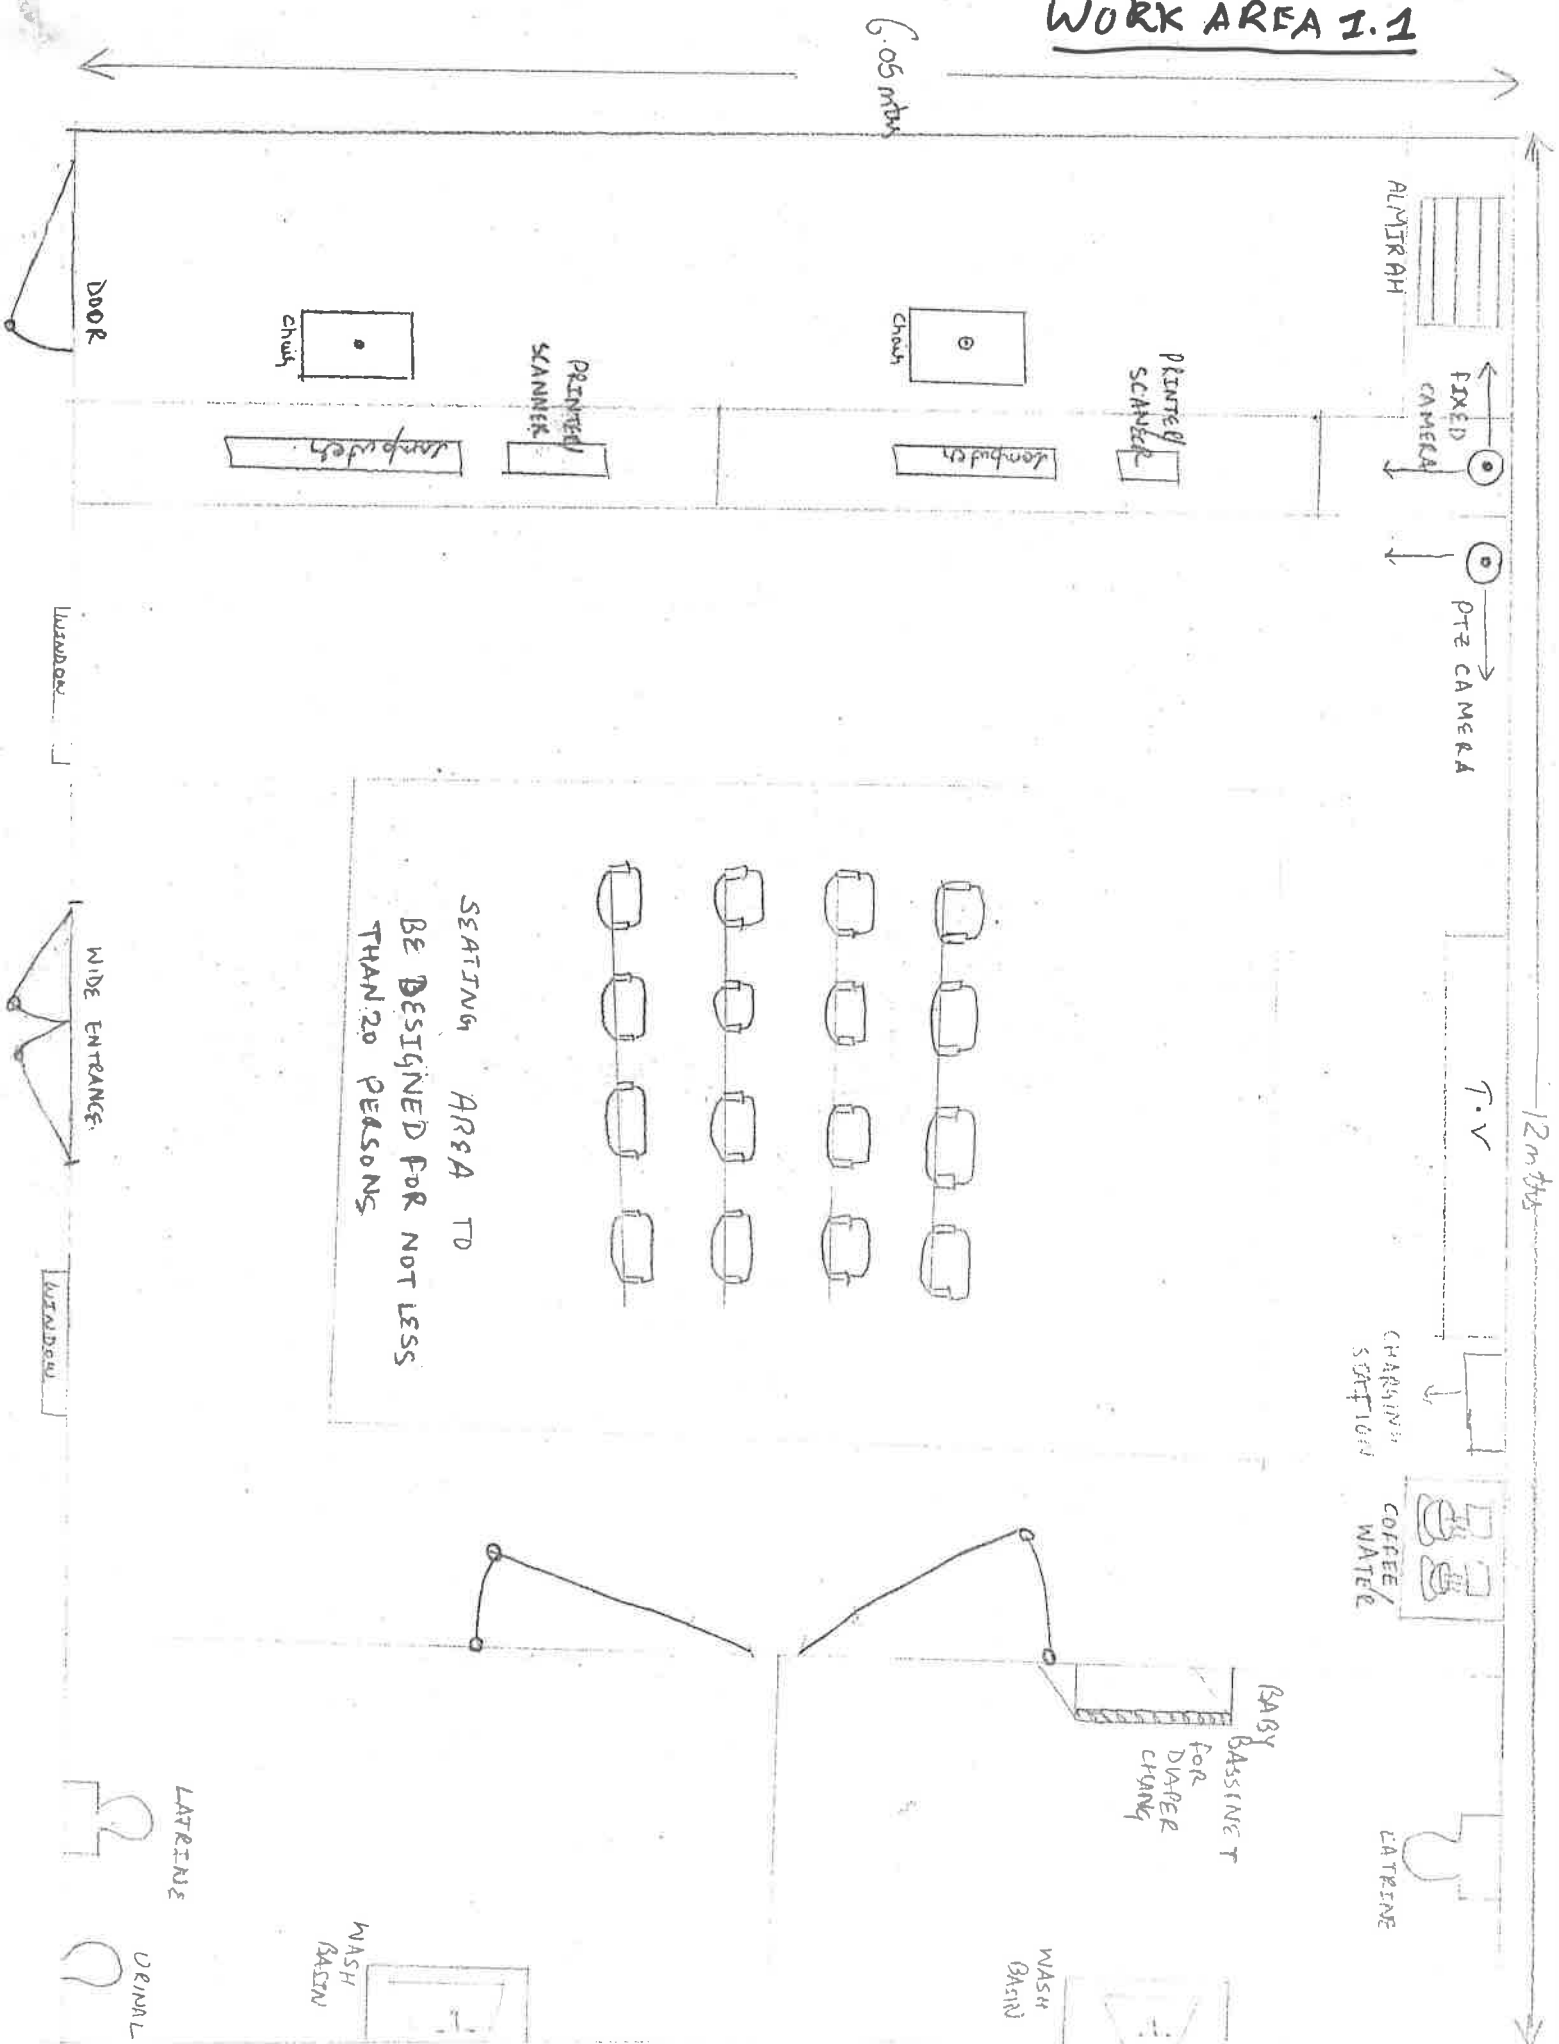 WORK AREA 1.1
6.05 mtrs
12 mtrs
ALMIRAH
FIXED
CAMERA
PTZ CAMERA
T.V
CHARGING
STATION
COFFEE/
WATER
LATRINE
PRINTER/
SCANER
chair
computer
PRINTER/
SCANNER
chair
computer
DOOR
WINDOW
SEATING AREA TO
BE DESIGNED FOR NOT LESS
THAN 20 PERSONS
WIDE ENTRANCE.
WINDOW
BABY
BASSINET
FOR
DIAPER
CHANG
WASH
BASIN
WASH
BASIN
LATRINE
URINAL